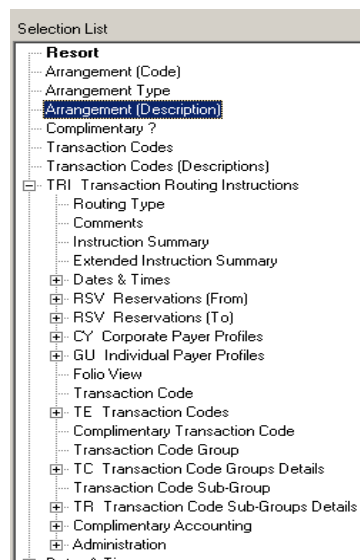 Selection List
Resort
Arrangement (Code)
Arrangement Type
Arrangement (Description)
Complimentary ?
Transaction Codes
Transaction Codes (Descriptions)
TRI Transaction Routing Instructions
Routing Type
Comments
Instruction Summary
Extended Instruction Summary
Dates & Times
RSV Reservations (From)
RSV Reservations (To)
CY Corporate Payer Profiles
GU Individual Payer Profiles
Folio View
Transaction Code
TE Transaction Codes
Complimentary Transaction Code
Transaction Code Group
TC Transaction Code Groups Details
Transaction Code Sub-Group
TR Transaction Code Sub-Groups Details
Complimentary Accounting
Administration